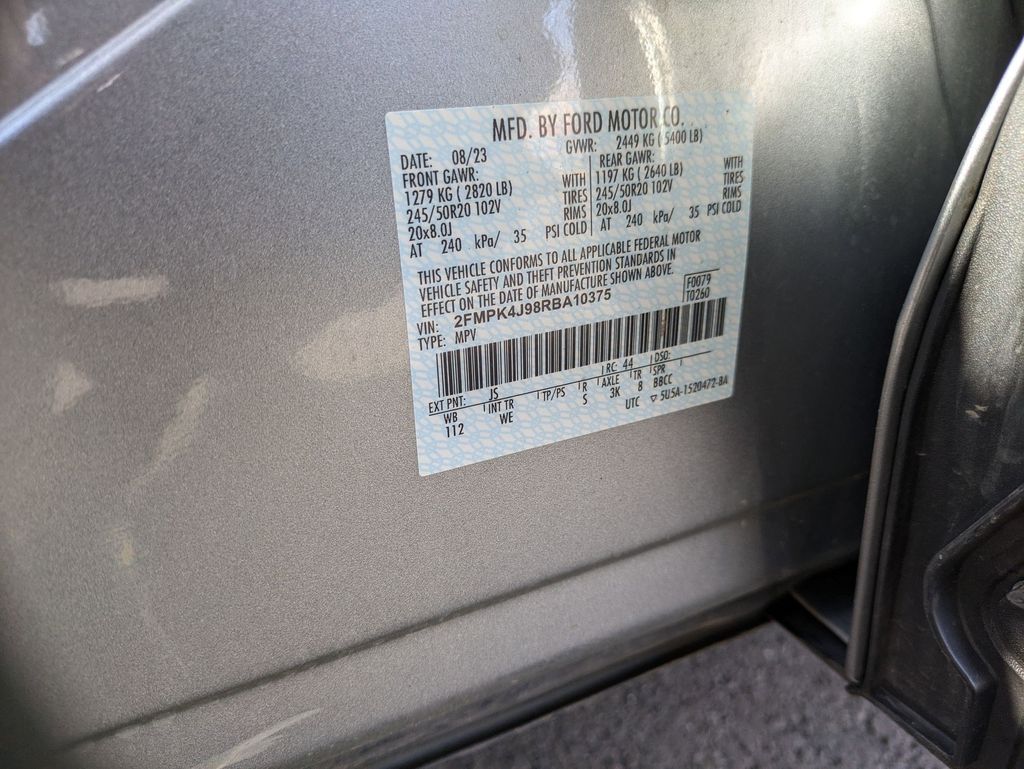 MFD. BY FORD MOTOR CO.
DATE: 08/23 GVWR: 2449 KG ( 5400 LB)
FRONT GAWR: REAR GAWR:
1279 KG ( 2820 LB) WITH 1197 KG ( 2640 LB) WITH
245/50R20 102V TIRES 245/50R20 102V TIRES
20x8.0J RIMS 20x8.0J RIMS
AT 240 kPa/ 35 PSI COLD AT 240 kPa/ 35 PSI COLD
THIS VEHICLE CONFORMS TO ALL APPLICABLE FEDERAL MOTOR
VEHICLE SAFETY AND THEFT PREVENTION STANDARDS IN
EFFECT ON THE DATE OF MANUFACTURE SHOWN ABOVE.
VIN: 2FMPK4J98RBA10375 F0079
TYPE: MPV T0260
EXT PNT: JS RC: 44 DSO:
WB INT TR TP/PS R AXLE TR SPR
112 WE S 3K 8 BBCC
UTC ▽ 5U5A-1520472-BA